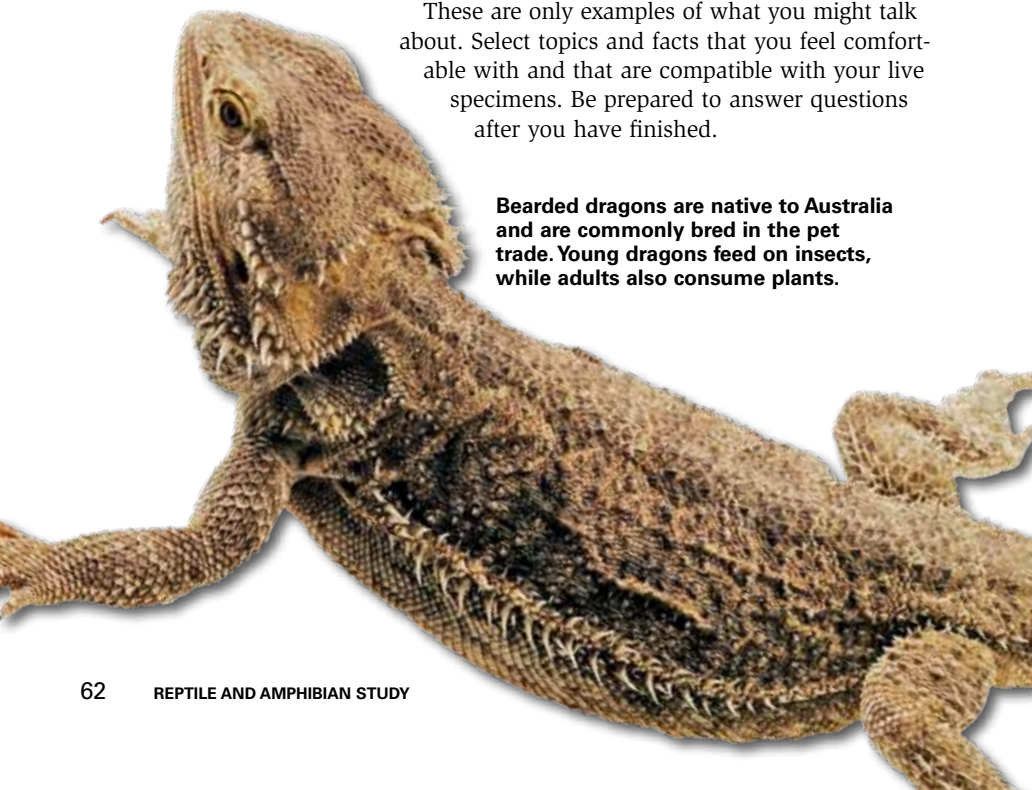 These are only examples of what you might talk
about. Select topics and facts that you feel comfort-
able with and that are compatible with your live
specimens. Be prepared to answer questions
after you have finished.
Bearded dragons are native to Australia
and are commonly bred in the pet
trade. Young dragons feed on insects,
while adults also consume plants.
62 REPTILE AND AMPHIBIAN STUDY